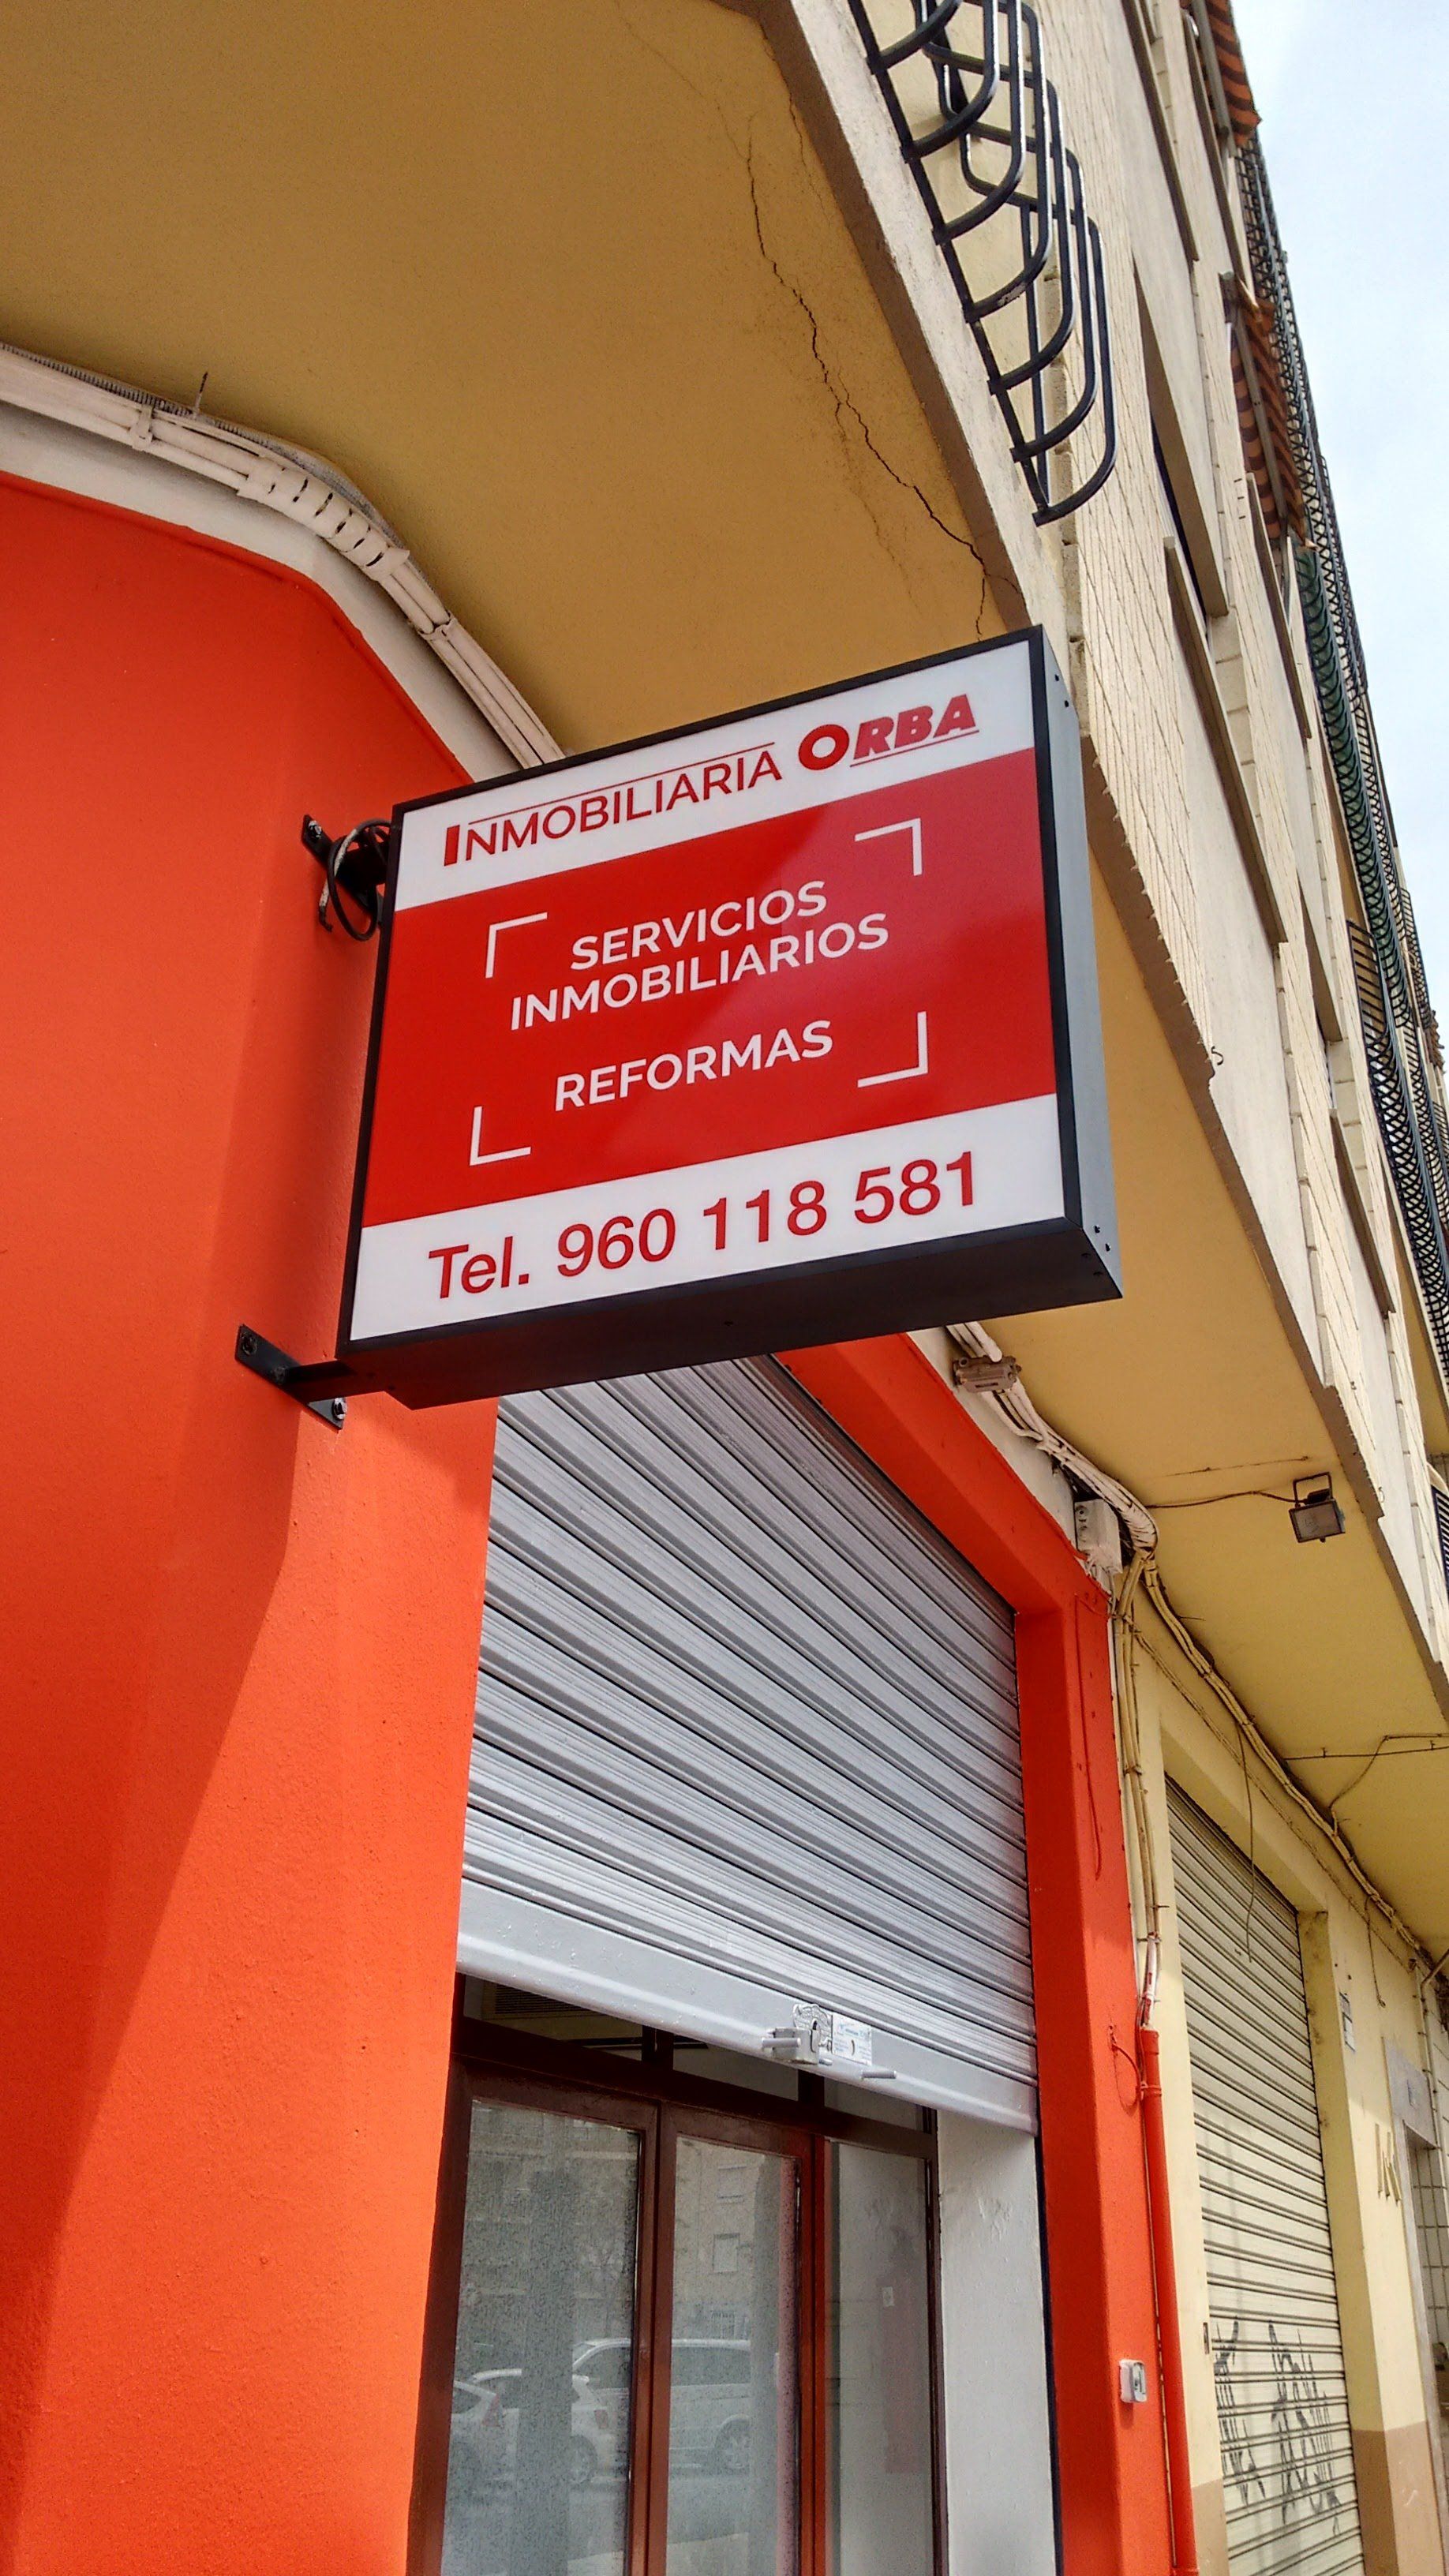 INMOBILIARIA ORBA
SERVICIOS
INMOBILIARIOS
REFORMAS
Tel. 960 118 581